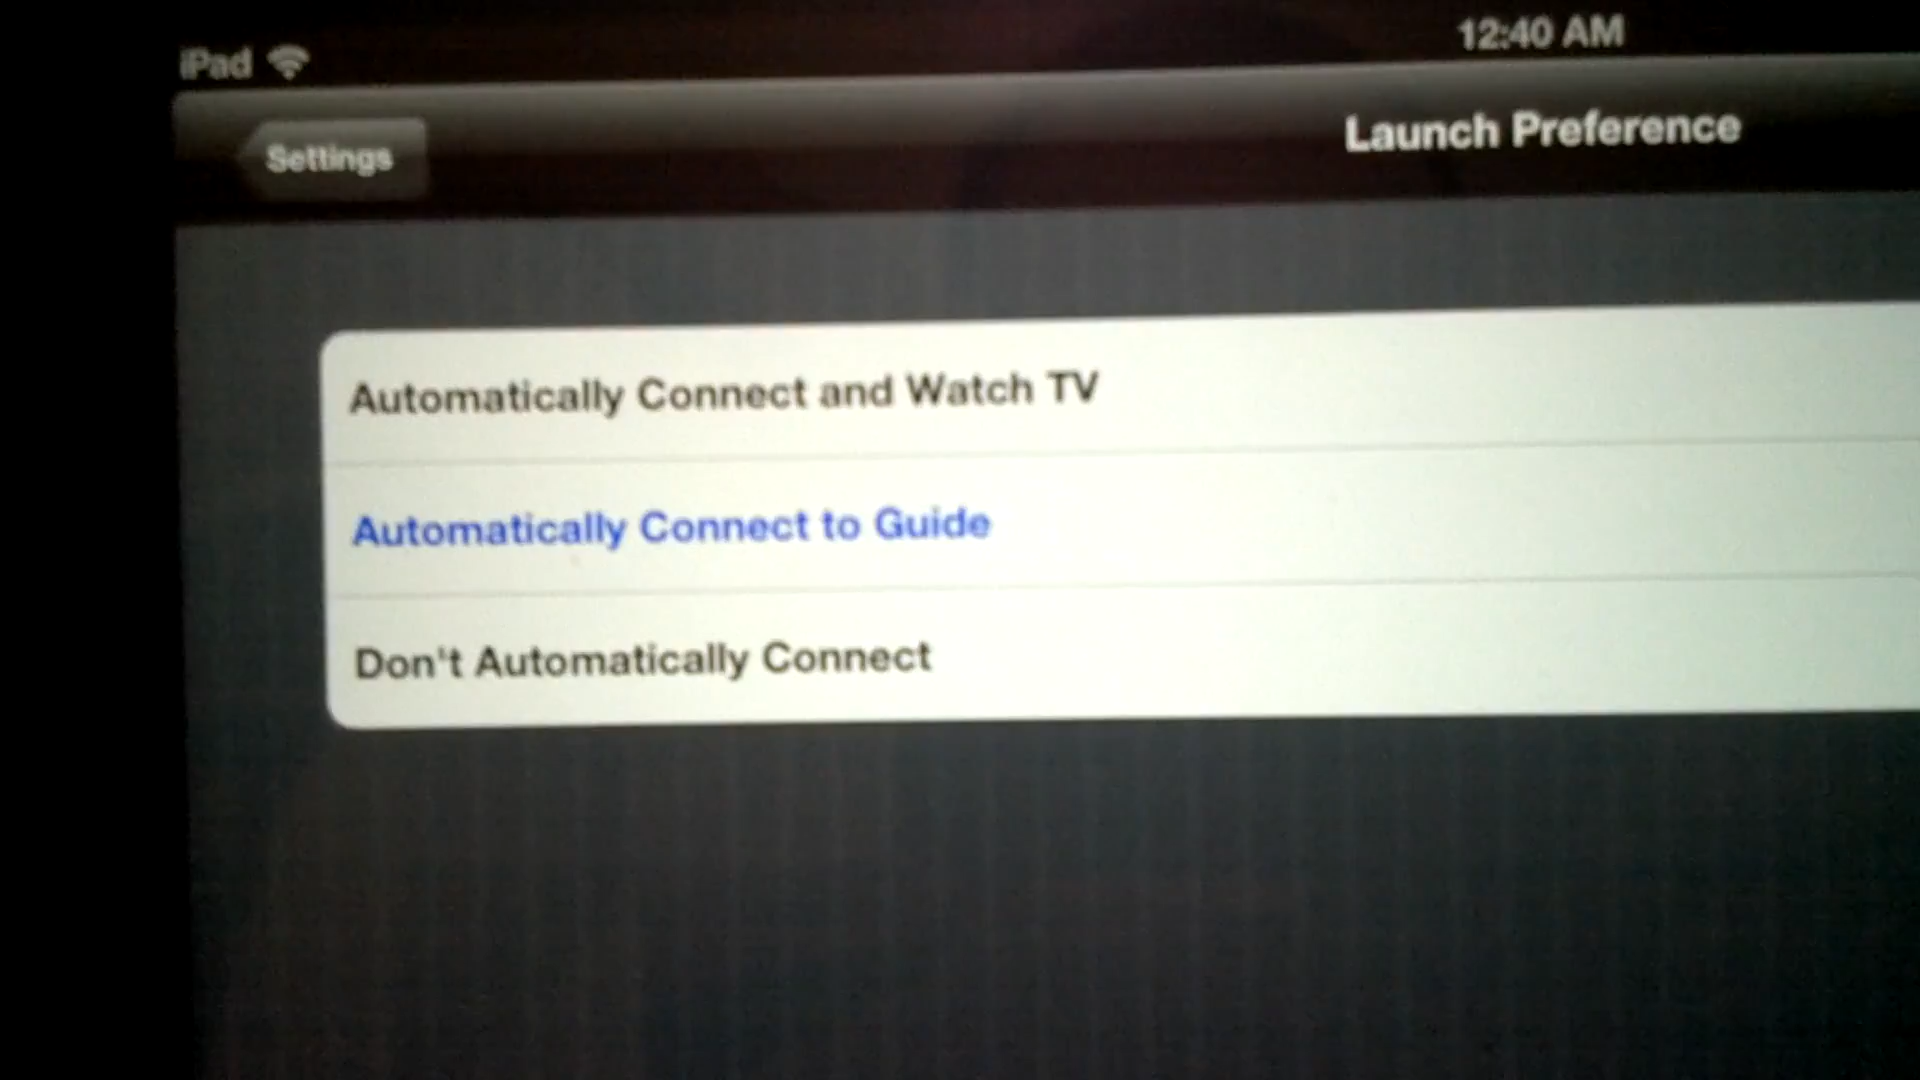 iPad
12:40 AM
Settings
Launch Preference
Automatically Connect and Watch TV
Automatically Connect to Guide
Don't Automatically Connect